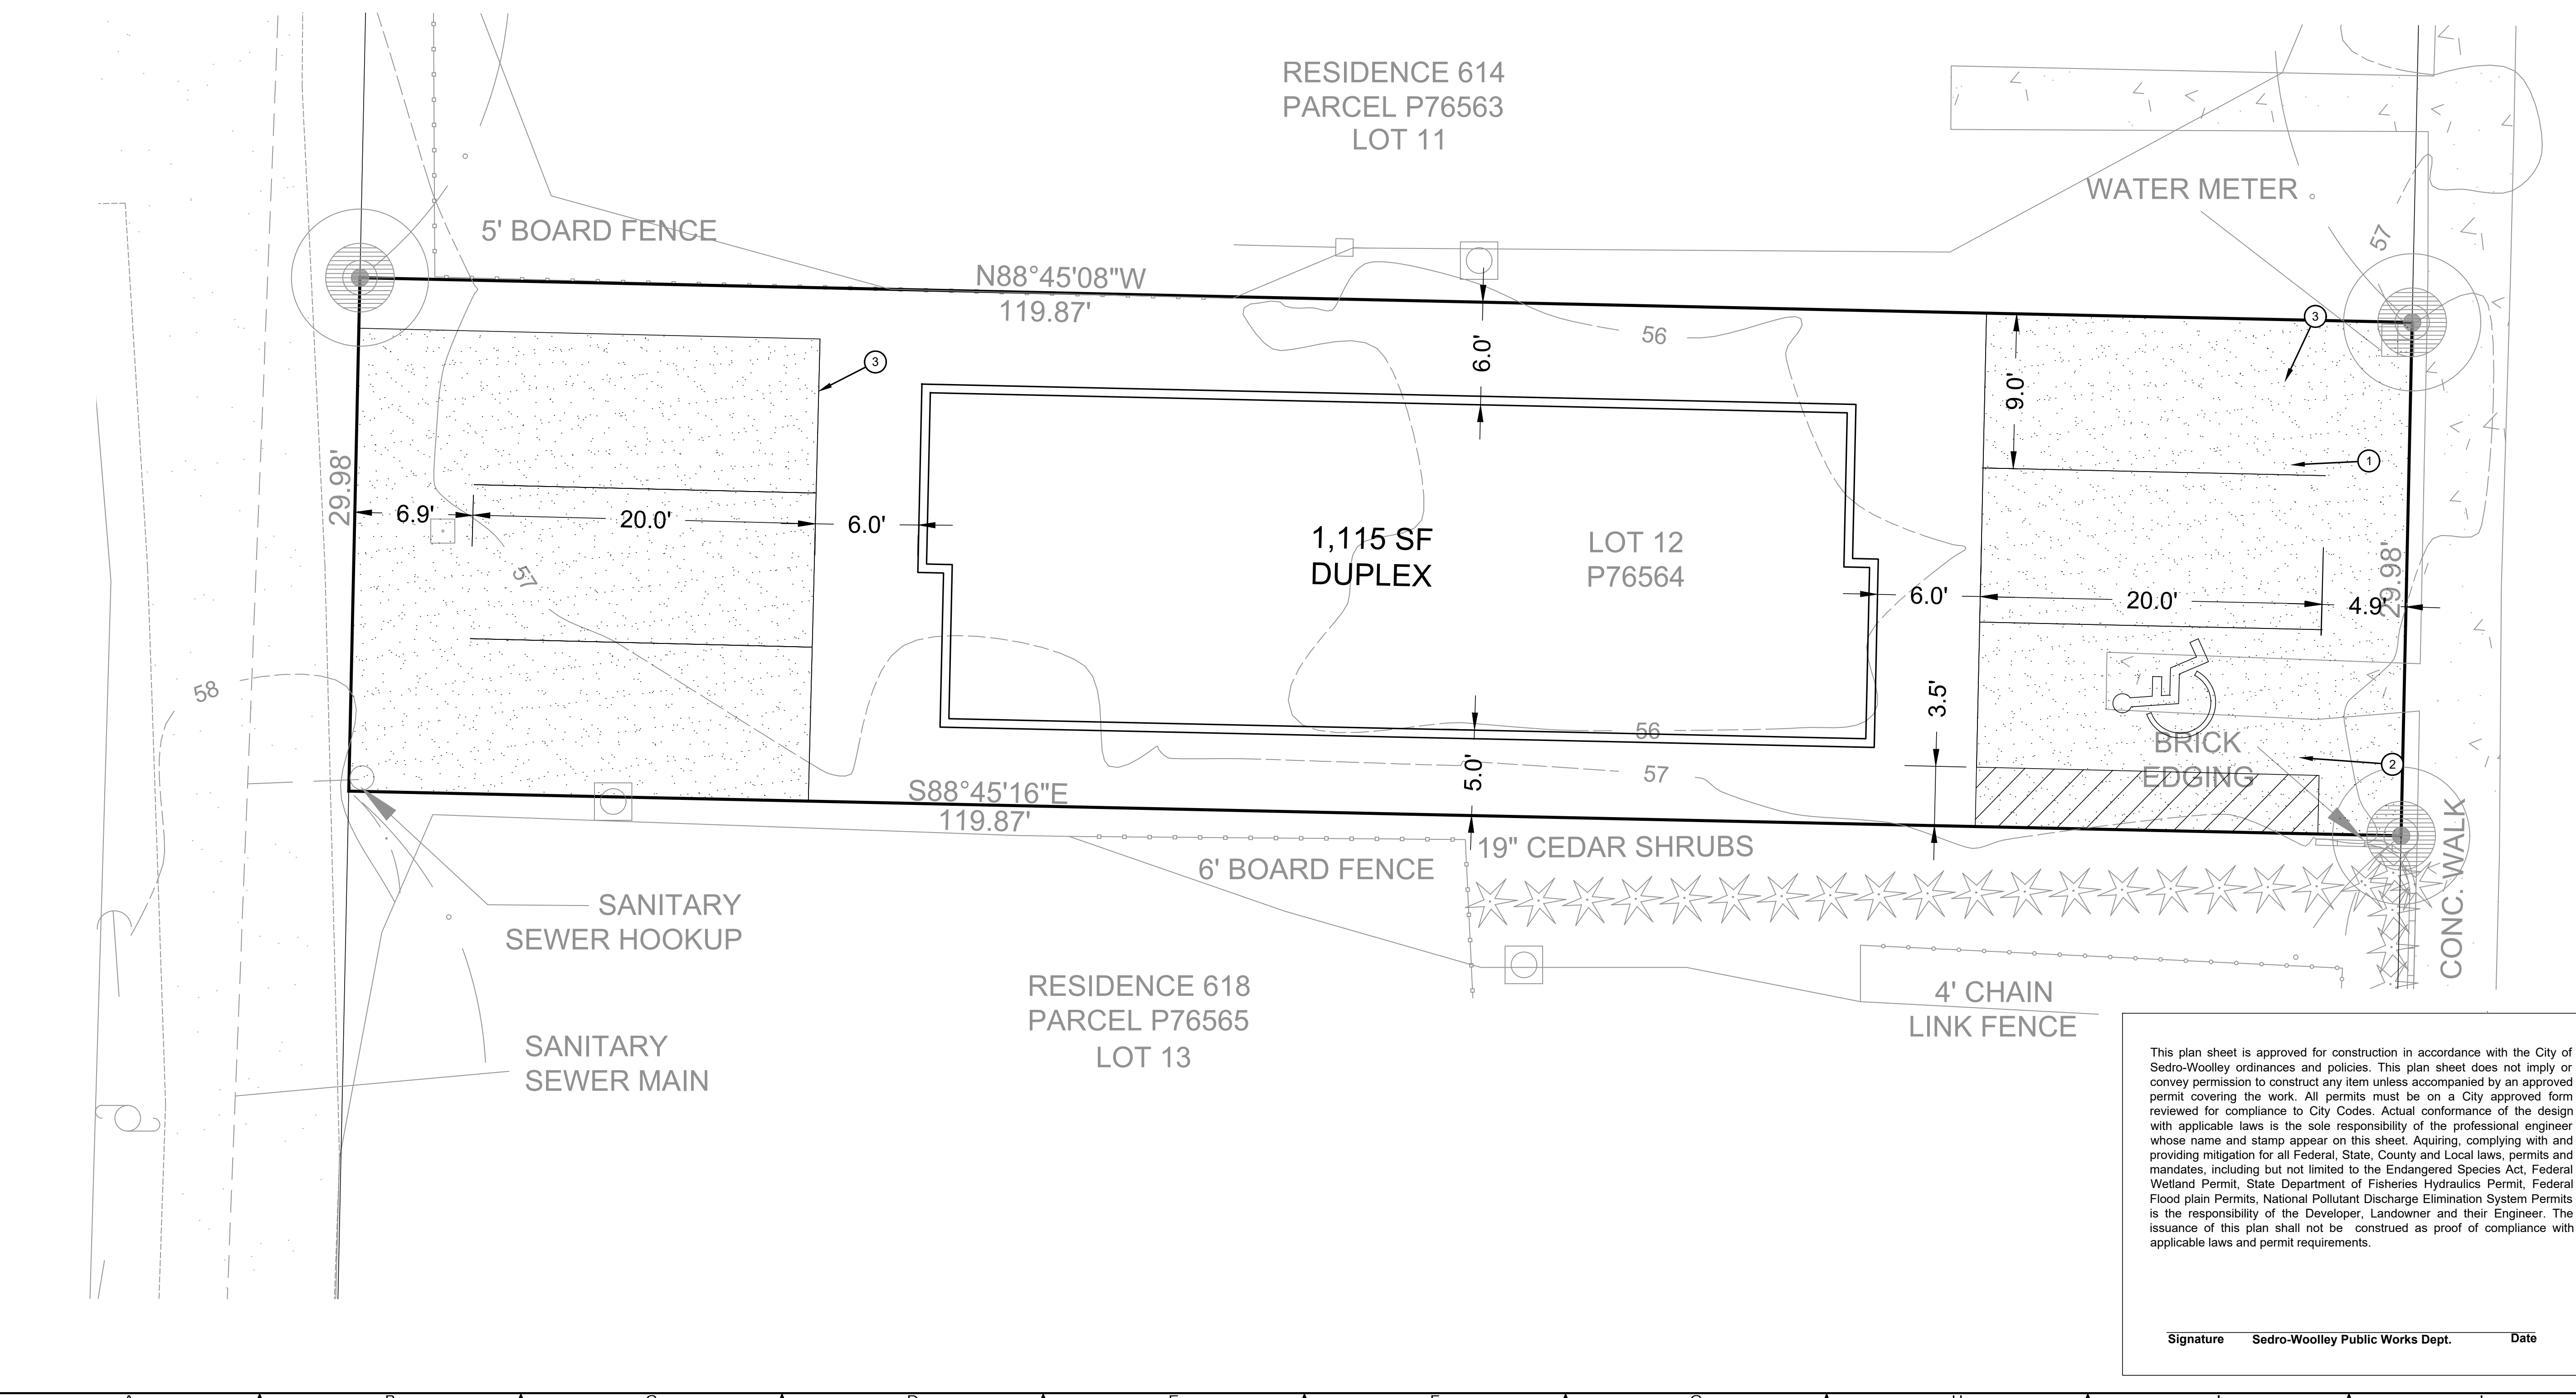 RESIDENCE 614
PARCEL P76563
LOT 11
WATER METER
5' BOARD FENCE
57
N88°45'08"W
119.87'
56
6.0'
3
3
9.0'
29.98'
1
6.9'
20.0'
6.0'
1,115 SF
DUPLEX
LOT 12
P76564
57
6.0'
20.0'
4.9'
29.98'
58
3.5'
56
BRICK
EDGING
2
5.0'
57
S88°45'16"E
119.87'
19" CEDAR SHRUBS
6' BOARD FENCE
CONC. WALK
SANITARY
SEWER HOOKUP
RESIDENCE 618
PARCEL P76565
LOT 13
4' CHAIN
LINK FENCE
SANITARY
SEWER MAIN
This plan sheet is approved for construction in accordance with the City of
Sedro-Woolley ordinances and policies. This plan sheet does not imply or
convey permission to construct any item unless accompanied by an approved
permit covering the work. All permits must be on a City approved form
reviewed for compliance to City Codes. Actual conformance of the design
with applicable laws is the sole responsibility of the professional engineer
whose name and stamp appear on this sheet. Aquiring, complying with and
providing mitigation for all Federal, State, County and Local laws, permits and
mandates, including but not limited to the Endangered Species Act, Federal
Wetland Permit, State Department of Fisheries Hydraulics Permit, Federal
Flood plain Permits, National Pollutant Discharge Elimination System Permits
is the responsibility of the Developer, Landowner and their Engineer. The
issuance of this plan shall not be construed as proof of compliance with
applicable laws and permit requirements.
Signature Sedro-Woolley Public Works Dept. Date